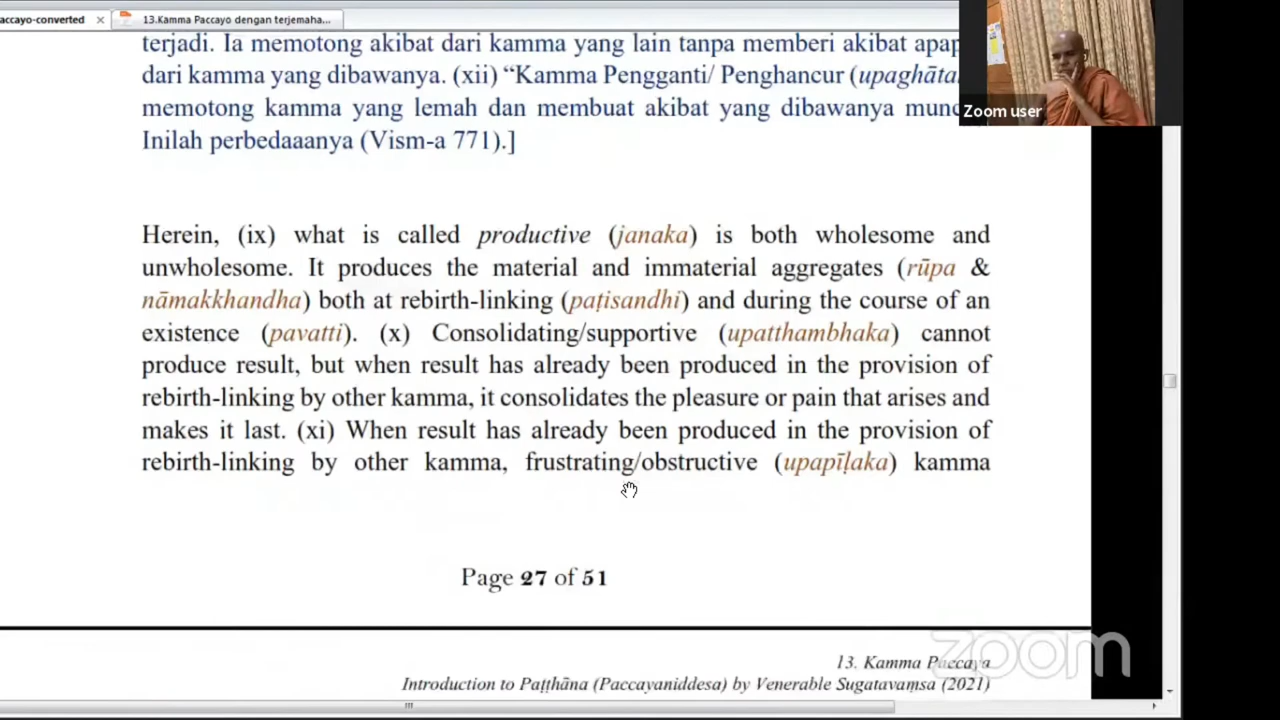 accayo-converted
13.Kamma Paccayo dengan terjemaha...
terjadi. Ia memotong akibat dari kamma yang lain tanpa memberi akibat apap
dari kamma yang dibawanya. (xii) “Kamma Pengganti/ Penghancur (upaghāta
memotong kamma yang lemah dan membuat akibat yang dibawanya munc
Inilah perbedaaanya (Vism-a 771).]
Zoom user
Herein, (ix) what is called productive (janaka) is both wholesome and
unwholesome. It produces the material and immaterial aggregates (rūpa &
nāmakkhandha) both at rebirth-linking (paṭisandhi) and during the course of an
existence (pavatti). (x) Consolidating/supportive (upatthambhaka) cannot
produce result, but when result has already been produced in the provision of
rebirth-linking by other kamma, it consolidates the pleasure or pain that arises and
makes it last. (xi) When result has already been produced in the provision of
rebirth-linking by other kamma, frustrating/obstructive (upapīḷaka) kamma
Page 27 of 51
zoom
13. Kamma Paccaya
Introduction to Paṭṭhāna (Paccayaniddesa) by Venerable Sugatavaṃsa (2021)